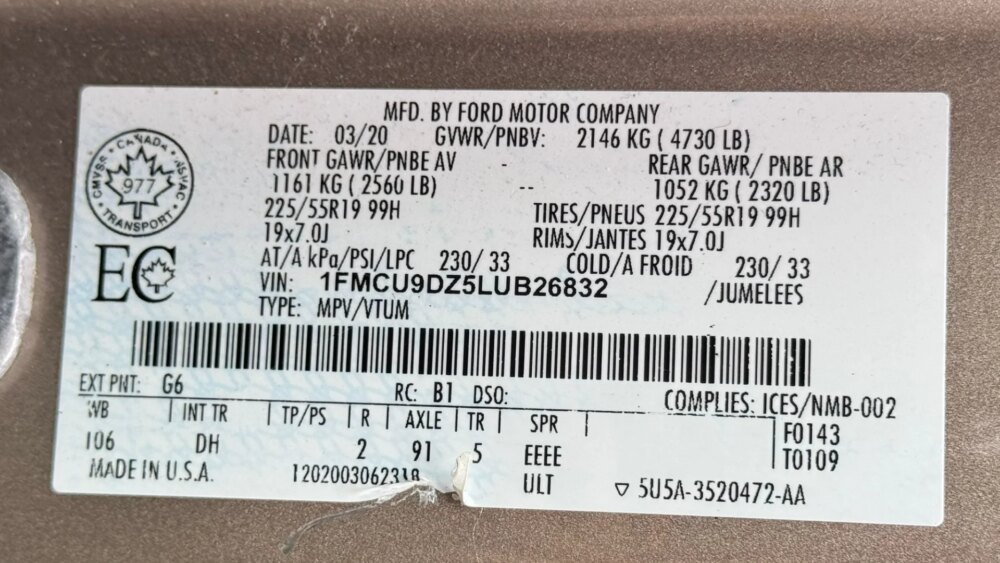 MFD. BY FORD MOTOR COMPANY
DATE: 03/20 GVWR/PNBV: 2146 KG ( 4730 LB)
FRONT GAWR/PNBE AV - REAR GAWR/ PNBE AR
1161 KG ( 2560 LB) -- 1052 KG ( 2320 LB)
225/55R19 99H TIRES/PNEUS 225/55R19 99H
19x7.0J RIMS/JANTES 19x7.0J
AT/A kPa/PSI/LPC 230/ 33 COLD/A FROID 230/ 33
VIN: 1FMCU9DZ5LUB26832 /JUMELEES
TYPE: MPV/VTUM
CANADA
CMVSS NSVAC
977
TRANSPORT
EC
EXT PNT: G6 RC: B1 DSO: COMPLIES: ICES/NMB-002
WB | INT TR | TP/PS | R | AXLE | TR | SPR | F0143
106 DH 2 91 5 EEEE T0109
MADE IN U.S.A. 1202003062318 ULT ▽ 5U5A-3520472-AA